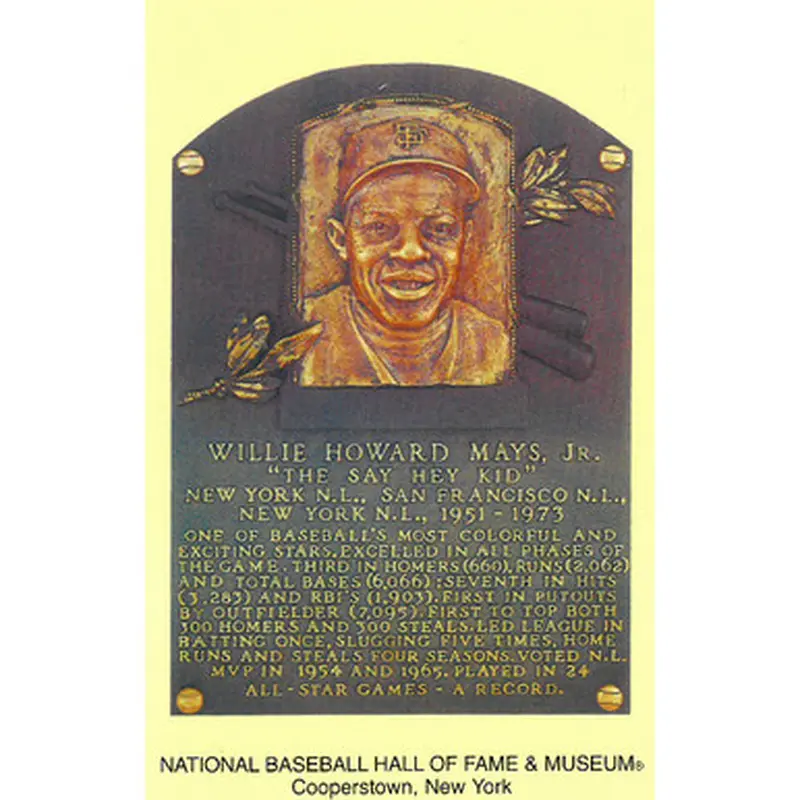 WILLIE HOWARD MAYS, JR.
"THE SAY HEY KID"
NEW YORK N.L., SAN FRANCISCO N.L.,
NEW YORK N.L., 1951 - 1973
ONE OF BASEBALL'S MOST COLORFUL AND
EXCITING STARS. EXCELLED IN ALL PHASES OF
THE GAME. THIRD IN HOMERS (660), RUNS (2,062)
AND TOTAL BASES (6,066); SEVENTH IN HITS
(3,283) AND RBI'S (1,903). FIRST IN PUTOUTS
BY OUTFIELDER (7,095). FIRST TO TOP BOTH
300 HOMERS AND 300 STEALS. LED LEAGUE IN
BATTING ONCE, SLUGGING FIVE TIMES, HOME
RUNS AND STEALS FOUR SEASONS. VOTED N.L.
MVP IN 1954 AND 1965. PLAYED IN 24
ALL-STAR GAMES - A RECORD.
NATIONAL BASEBALL HALL OF FAME & MUSEUM®
Cooperstown, New York